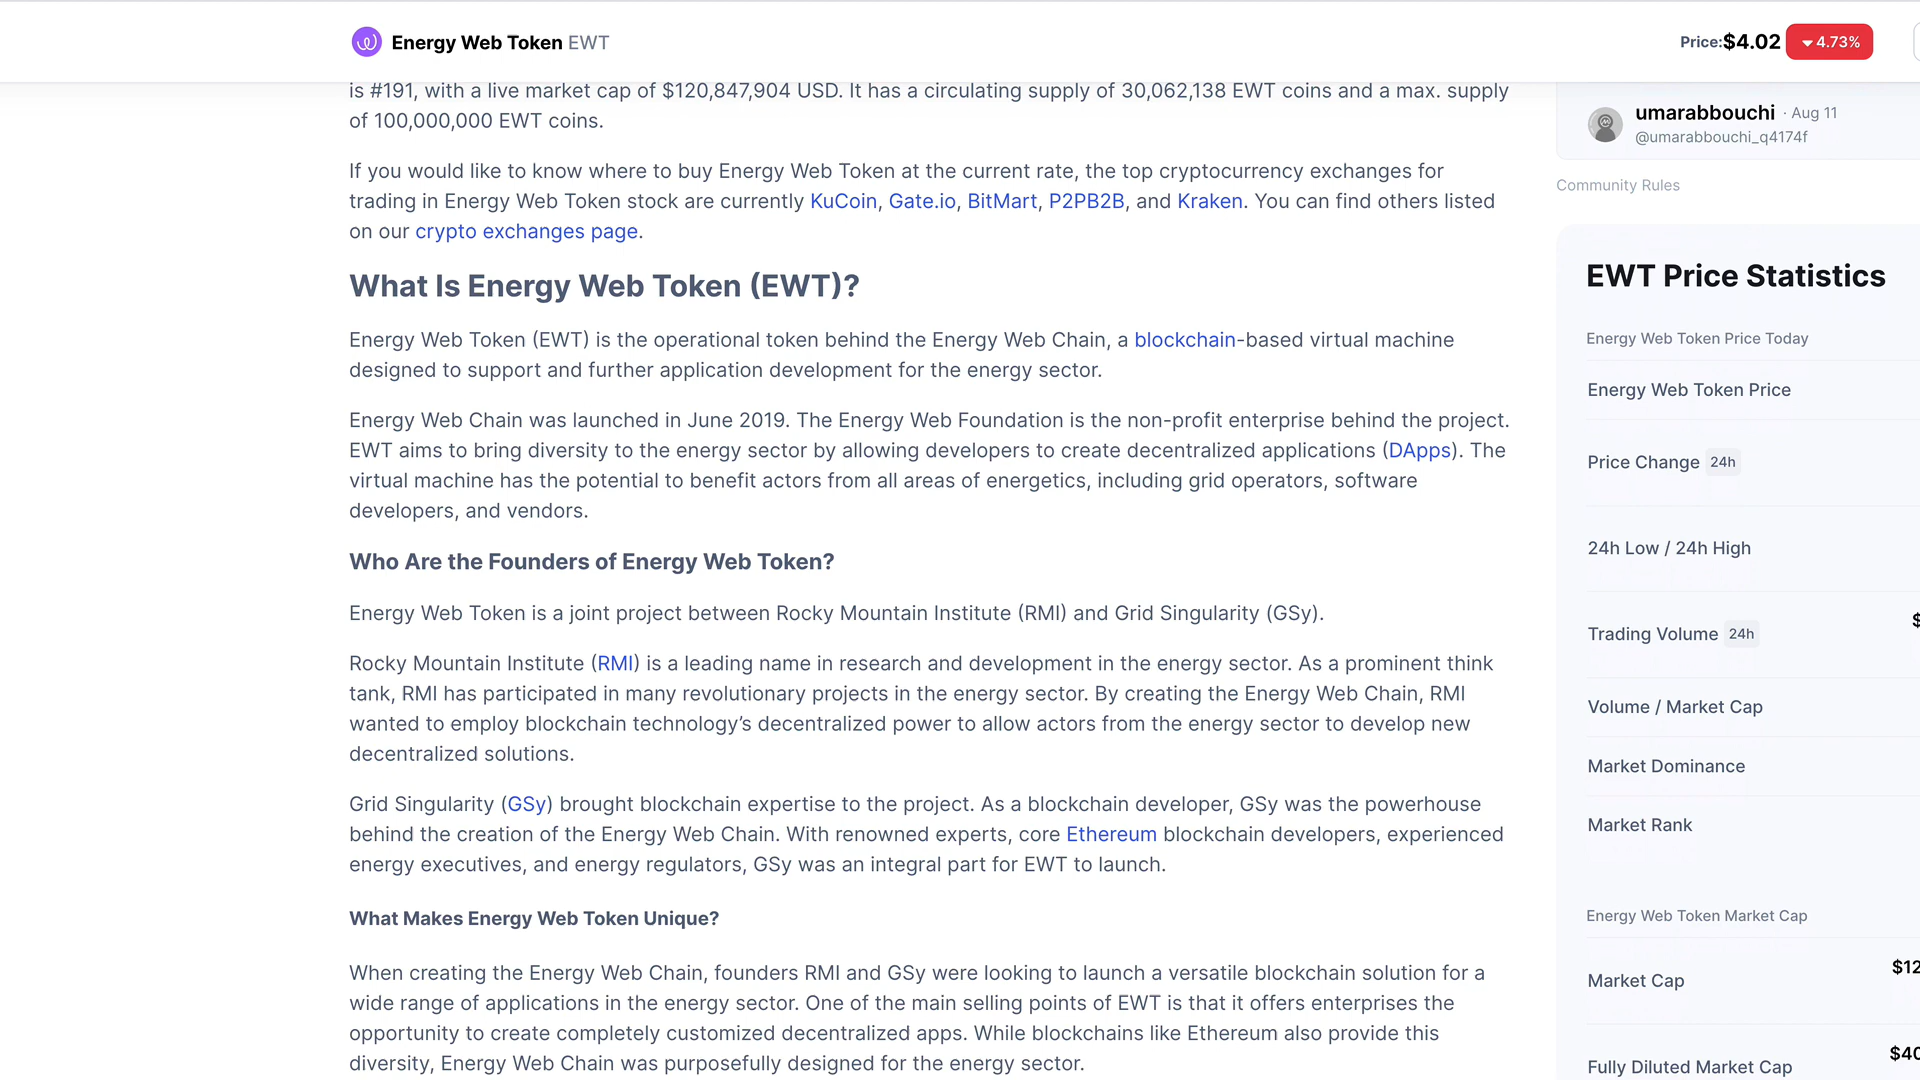 Energy Web Token EWT
Price:$4.02 4.73%
is #191, with a live market cap of $120,847,904 USD. It has a circulating supply of 30,062,138 EWT coins and a max. supply
of 100,000,000 EWT coins.
If you would like to know where to buy Energy Web Token at the current rate, the top cryptocurrency exchanges for
trading in Energy Web Token stock are currently KuCoin, Gate.io, BitMart, P2PB2B, and Kraken. You can find others listed
on our crypto exchanges page.
What Is Energy Web Token (EWT)?
Energy Web Token (EWT) is the operational token behind the Energy Web Chain, a blockchain-based virtual machine
designed to support and further application development for the energy sector.
Energy Web Chain was launched in June 2019. The Energy Web Foundation is the non-profit enterprise behind the project.
EWT aims to bring diversity to the energy sector by allowing developers to create decentralized applications (DApps). The
virtual machine has the potential to benefit actors from all areas of energetics, including grid operators, software
developers, and vendors.
Who Are the Founders of Energy Web Token?
Energy Web Token is a joint project between Rocky Mountain Institute (RMI) and Grid Singularity (GSy).
Rocky Mountain Institute (RMI) is a leading name in research and development in the energy sector. As a prominent think
tank, RMI has participated in many revolutionary projects in the energy sector. By creating the Energy Web Chain, RMI
wanted to employ blockchain technology’s decentralized power to allow actors from the energy sector to develop new
decentralized solutions.
Grid Singularity (GSy) brought blockchain expertise to the project. As a blockchain developer, GSy was the powerhouse
behind the creation of the Energy Web Chain. With renowned experts, core Ethereum blockchain developers, experienced
energy executives, and energy regulators, GSy was an integral part for EWT to launch.
What Makes Energy Web Token Unique?
When creating the Energy Web Chain, founders RMI and GSy were looking to launch a versatile blockchain solution for a
wide range of applications in the energy sector. One of the main selling points of EWT is that it offers enterprises the
opportunity to create completely customized decentralized apps. While blockchains like Ethereum also provide this
diversity, Energy Web Chain was purposefully designed for the energy sector.
umarabbouchi · Aug 11
@umarabbouchi_q4174f
Community Rules
EWT Price Statistics
Energy Web Token Price Today
Energy Web Token Price
Price Change 24h
24h Low / 24h High
$
Trading Volume 24h
Volume / Market Cap
Market Dominance
Market Rank
Energy Web Token Market Cap
$12
Market Cap
$40
Fully Diluted Market Cap